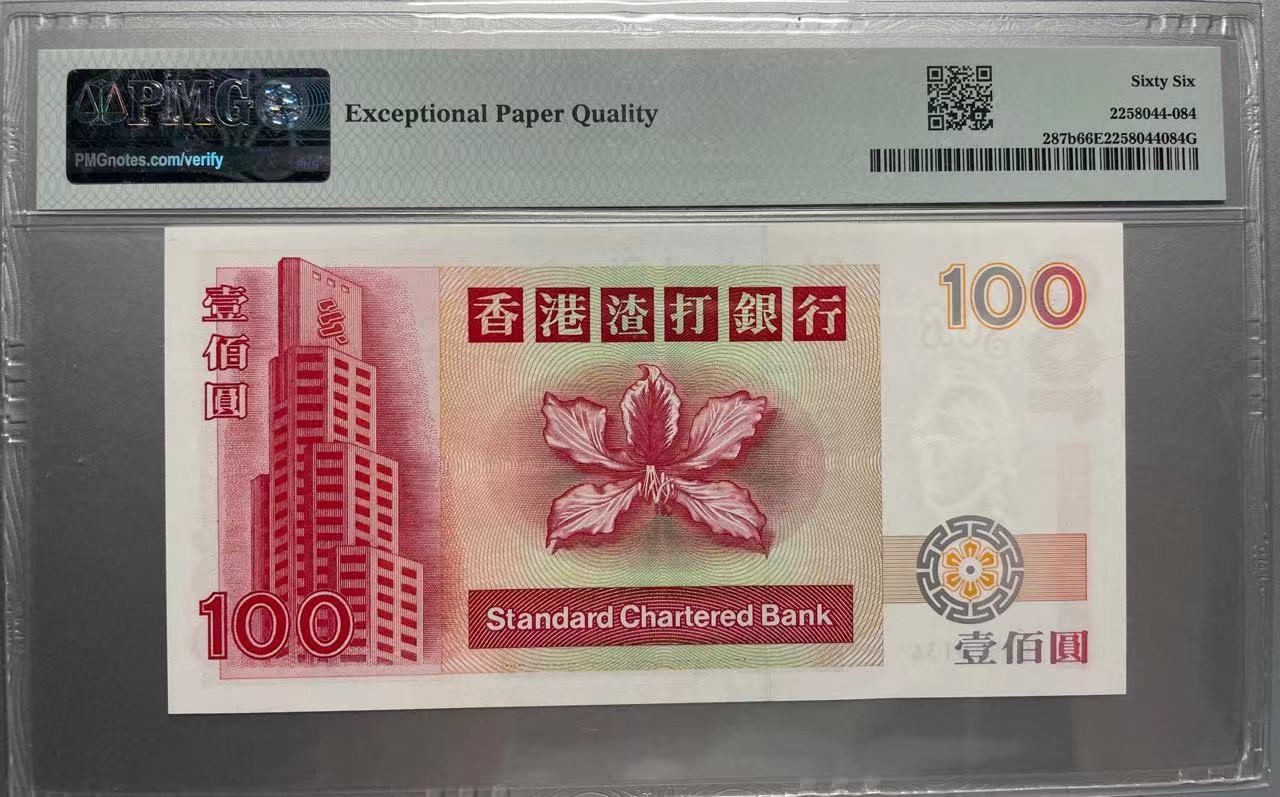 PMG
PMGnotes.com/verify
Exceptional Paper Quality
Sixty Six
2258044-084
287b66E2258044084G
壹佰圓
香港渣打銀行
100
100
Standard Chartered Bank
壹佰圓